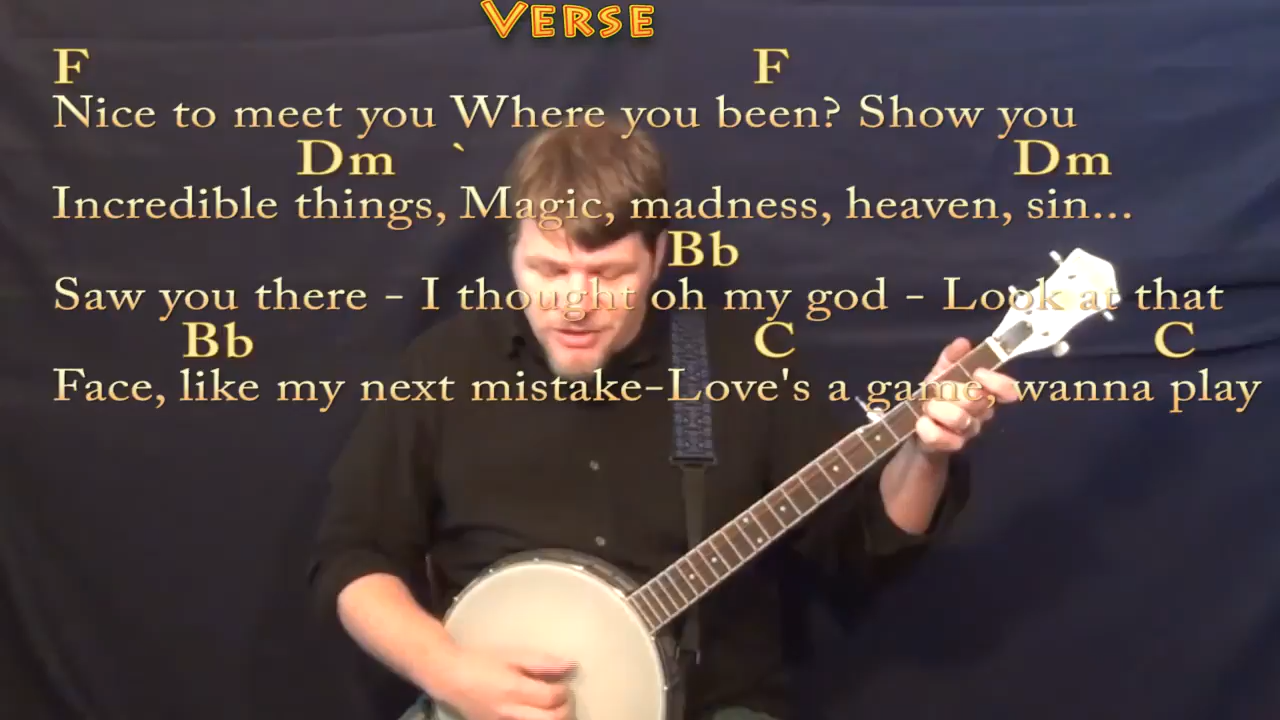 VERSE
F F
Nice to meet you Where you been? Show you
Dm ` Dm
Incredible things, Magic, madness, heaven, sin...
Bb
Saw you there - I thought oh my god - Look at that
Bb C C
Face, like my next mistake-Love's a game, wanna play